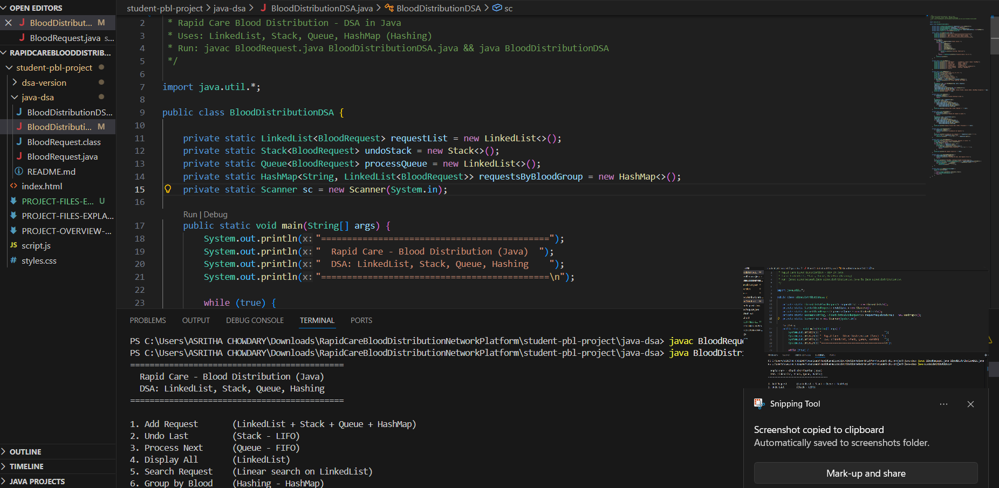 OPEN EDITORS
BloodDistribut... M
BloodRequest.java s...
RAPIDCAREBLOODDISTRIB...
student-pbl-project
dsa-version
java-dsa
BloodDistributionDS...
BloodDistributi... M
BloodRequest.class
BloodRequest.java
README.md
index.html
PROJECT-FILES-E... U
PROJECT-FILES-EXPLA...
PROJECT-OVERVIEW-...
JS script.js
# styles.css
OUTLINE
TIMELINE
JAVA PROJECTS
student-pbl-project > java-dsa > J BloodDistributionDSA.java > BloodDistributionDSA > sc
2 * Rapid Care Blood Distribution - DSA in Java
3 * Uses: LinkedList, Stack, Queue, HashMap (Hashing)
4 * Run: javac BloodRequest.java BloodDistributionDSA.java && java BloodDistributionDSA
5 */
6
7 import java.util.*;
8
9 public class BloodDistributionDSA {
10
11 private static LinkedList<BloodRequest> requestList = new LinkedList<>();
12 private static Stack<BloodRequest> undoStack = new Stack<>();
13 private static Queue<BloodRequest> processQueue = new LinkedList<>();
14 private static HashMap<String, LinkedList<BloodRequest>> requestsByBloodGroup = new HashMap<>();
15 private static Scanner sc = new Scanner(System.in);
16
Run | Debug
17 public static void main(String[] args) {
18 System.out.println(x: "============================================");
19 System.out.println(x: "  Rapid Care - Blood Distribution (Java)  ");
20 System.out.println(x: "  DSA: LinkedList, Stack, Queue, Hashing    ");
21 System.out.println(x: "============================================\n");
22
23 while (true) {
PROBLEMS OUTPUT DEBUG CONSOLE TERMINAL PORTS
PS C:\Users\ASRITHA CHOWDARY\Downloads\RapidCareBloodDistributionNetworkPlatform\student-pbl-project\java-dsa> javac BloodReque
PS C:\Users\ASRITHA CHOWDARY\Downloads\RapidCareBloodDistributionNetworkPlatform\student-pbl-project\java-dsa> java BloodDistri
============================================
Rapid Care - Blood Distribution (Java)
DSA: LinkedList, Stack, Queue, Hashing
============================================
1. Add Request (LinkedList + Stack + Queue + HashMap)
2. Undo Last (Stack - LIFO)
3. Process Next (Queue - FIFO)
4. Display All (LinkedList)
5. Search Request (Linear search on LinkedList)
6. Group by Blood (Hashing - HashMap)
Snipping Tool
Screenshot copied to clipboard
Automatically saved to screenshots folder.
Mark-up and share